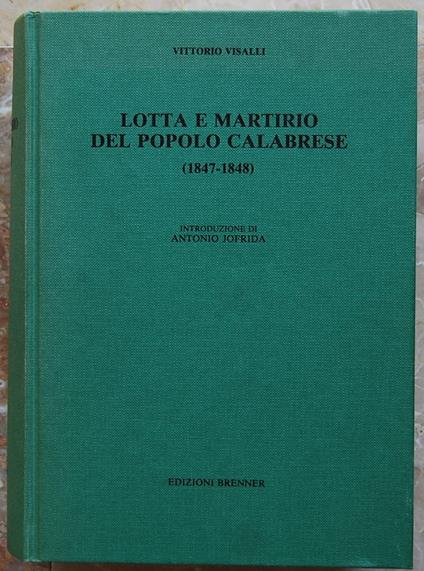 VITTORIO VISALLI
LOTTA E MARTIRIO
DEL POPOLO CALABRESE
(1847-1848)
INTRODUZIONE DI
ANTONIO JOFRIDA
EDIZIONI BRENNER